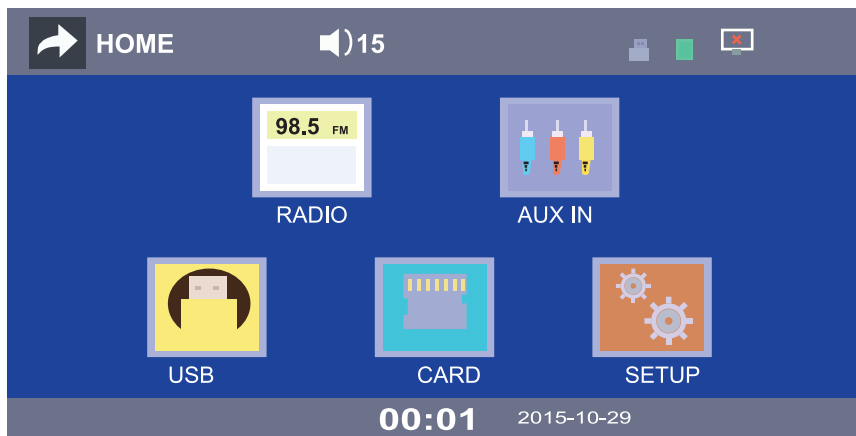 HOME 15
98.5 FM
RADIO AUX IN
USB CARD SETUP
00:01 2015-10-29